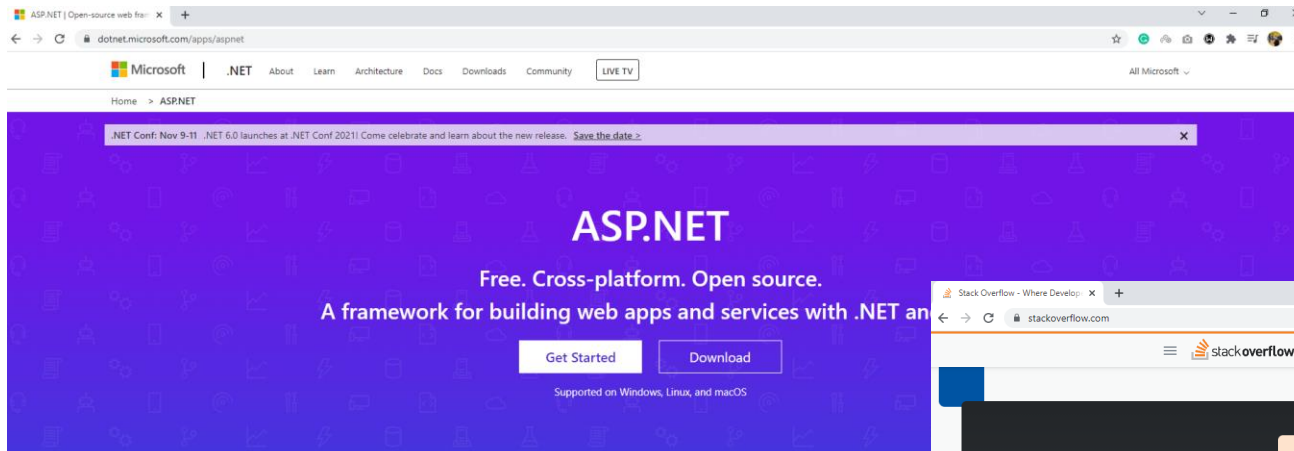 ASP.NET | Open-source web fram
dotnet.microsoft.com/apps/aspnet
Microsoft .NET About Learn Architecture Docs Downloads Community LIVE TV All Microsoft
Home > ASP.NET
.NET Conf: Nov 9-11 .NET 6.0 launches at .NET Conf 2021! Come celebrate and learn about the new release. Save the date >
ASP.NET
Free. Cross-platform. Open source.
A framework for building web apps and services with .NET an
Get Started Download
Supported on Windows, Linux, and macOS
Stack Overflow - Where Develop
stackoverflow.com
stackoverflow